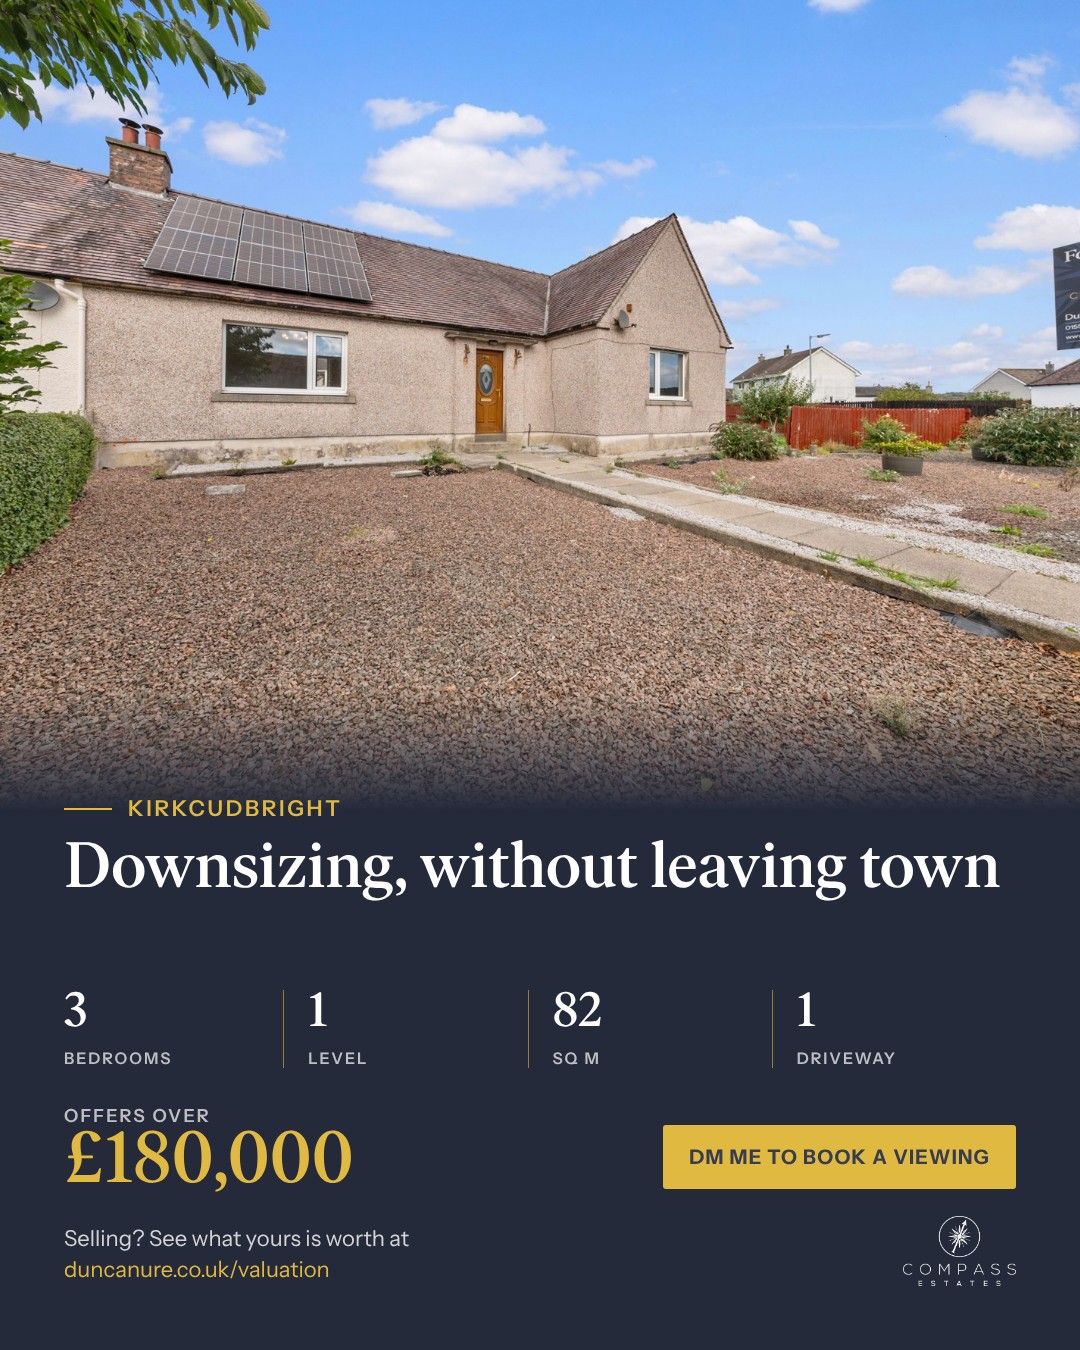 Du
KIRKCUDBRIGHT
Downsizing, without leaving town
3
BEDROOMS
1
LEVEL
82
SQ M
1
DRIVEWAY
OFFERS OVER
£180,000
DM ME TO BOOK A VIEWING
Selling? See what yours is worth at
duncanure.co.uk/valuation
COMPASS
ESTATES